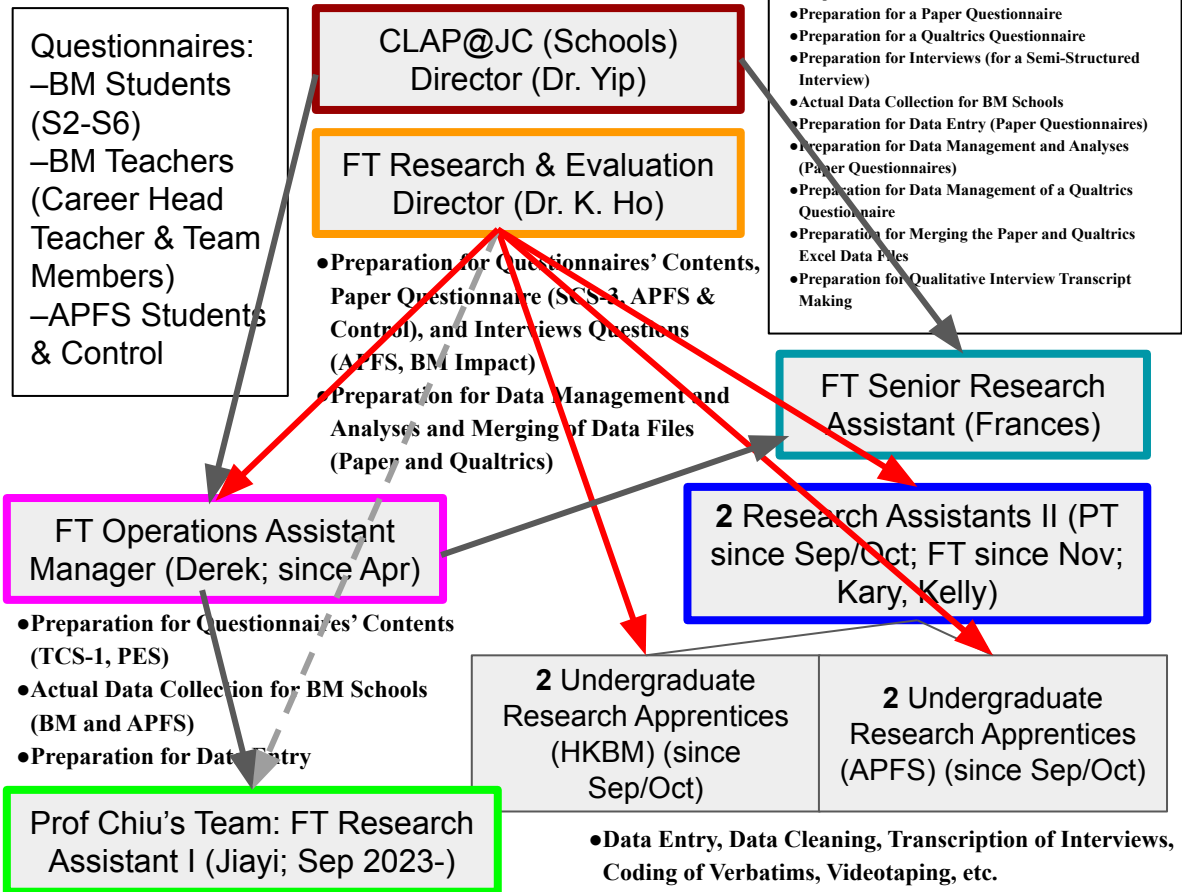 Questionnaires:
–BM Students
(S2-S6)
–BM Teachers
(Career Head
Teacher & Team
Members)
–APFS Students
& Control
CLAP@JC (Schools)
Director (Dr. Yip)
FT Research & Evaluation
Director (Dr. K. Ho)
●Preparation for Questionnaires’ Contents,
Paper Questionnaire (SCS-3, APFS &
Control), and Interviews Questions
(APFS, BM Impact)
●Preparation for Data Management and
Analyses and Merging of Data Files
(Paper and Qualtrics)
●Preparation for a Paper Questionnaire
●Preparation for a Qualtrics Questionnaire
●Preparation for Interviews (for a Semi-Structured
Interview)
●Actual Data Collection for BM Schools
●Preparation for Data Entry (Paper Questionnaires)
●Preparation for Data Management and Analyses
(Paper Questionnaires)
●Preparation for Data Management of a Qualtrics
Questionnaire
●Preparation for Merging the Paper and Qualtrics
Excel Data Files
●Preparation for Qualitative Interview Transcript
Making
FT Senior Research
Assistant (Frances)
FT Operations Assistant
Manager (Derek; since Apr)
2 Research Assistants II (PT
since Sep/Oct; FT since Nov;
Kary, Kelly)
●Preparation for Questionnaires’ Contents
(TCS-1, PES)
●Actual Data Collection for BM Schools
(BM and APFS)
●Preparation for Data Entry
2 Undergraduate
Research Apprentices
(HKBM) (since
Sep/Oct)
2 Undergraduate
Research Apprentices
(APFS) (since Sep/Oct)
Prof Chiu’s Team: FT Research
Assistant I (Jiayi; Sep 2023-)
●Data Entry, Data Cleaning, Transcription of Interviews,
Coding of Verbatims, Videotaping, etc.